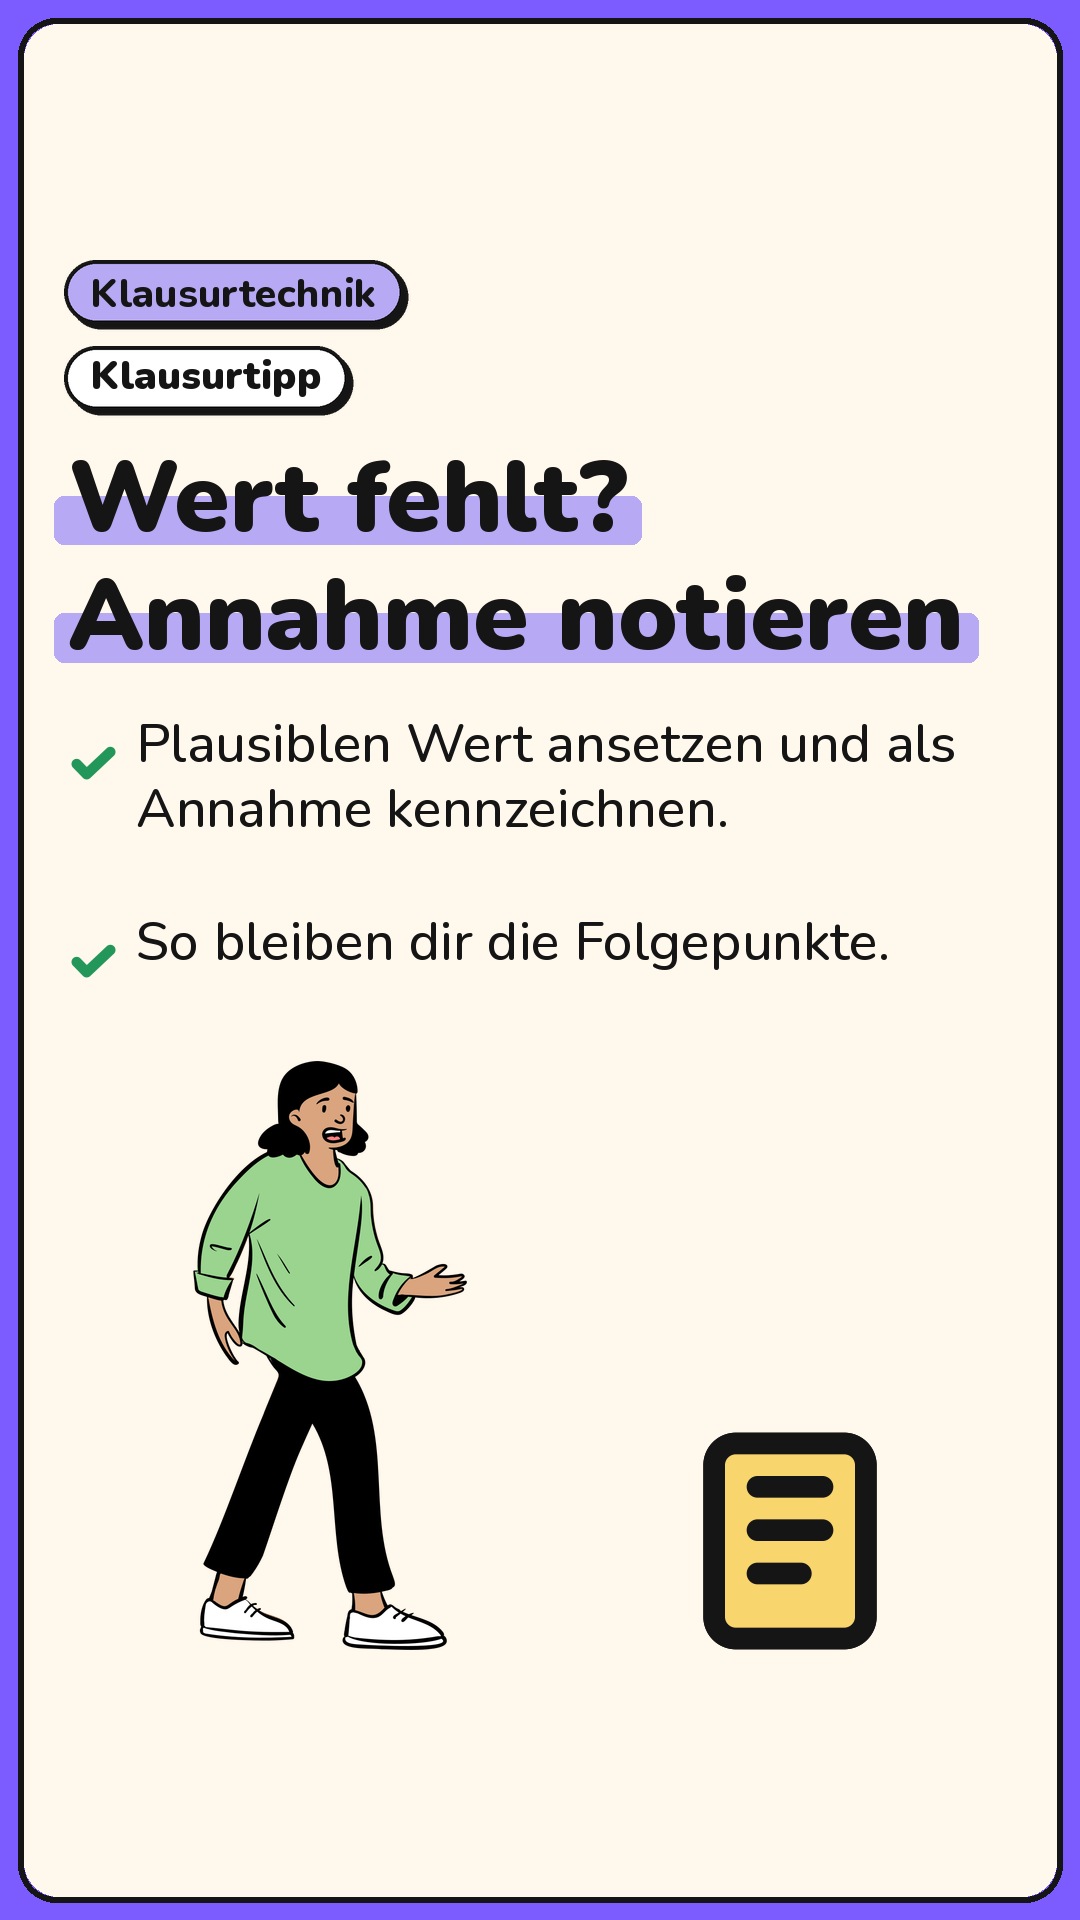 Klausurtechnik
Klausurtipp
Wert fehlt?
Annahme notieren
Plausiblen Wert ansetzen und als
Annahme kennzeichnen.
So bleiben dir die Folgepunkte.